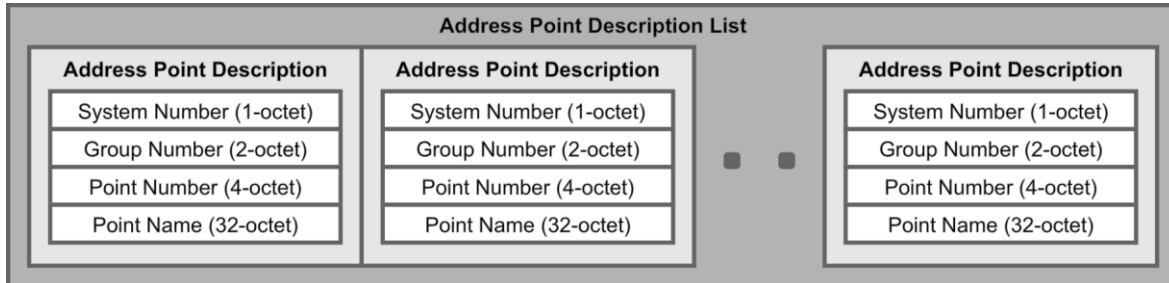 Address Point Description List
Address Point Description
System Number (1-octet)
Group Number (2-octet)
Point Number (4-octet)
Point Name (32-octet)
Address Point Description
System Number (1-octet)
Group Number (2-octet)
Point Number (4-octet)
Point Name (32-octet)
Address Point Description
System Number (1-octet)
Group Number (2-octet)
Point Number (4-octet)
Point Name (32-octet)